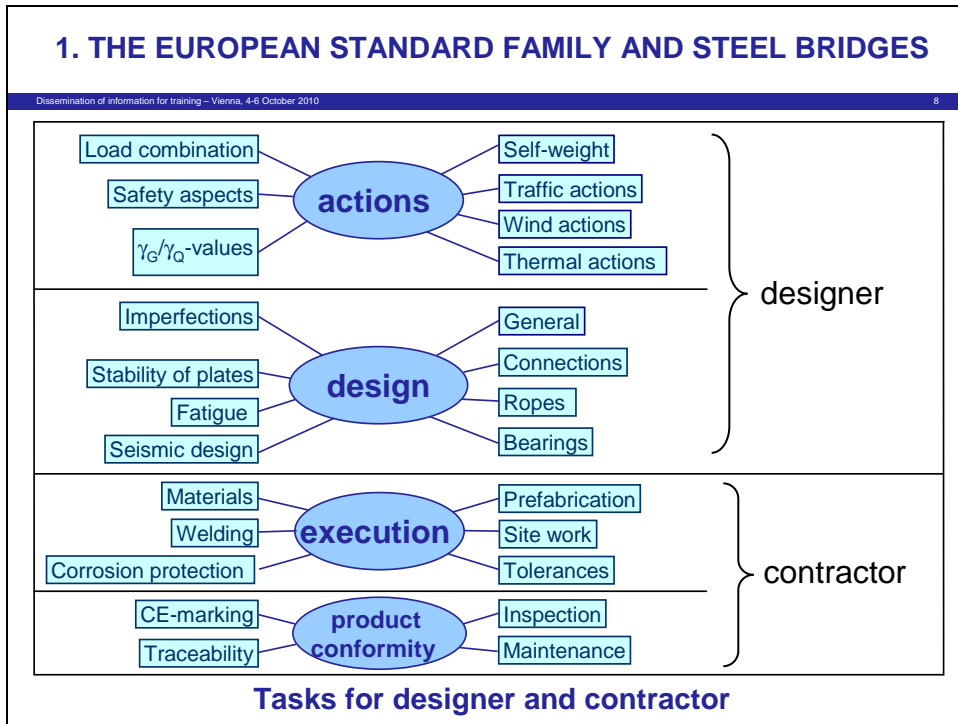 1. THE EUROPEAN STANDARD FAMILY AND STEEL BRIDGES
Dissemination of information for training – Vienna, 4-6 October 2010
8
Load combination
Safety aspects
γG/γQ-values
actions
Self-weight
Traffic actions
Wind actions
Thermal actions
Imperfections
Stability of plates
Fatigue
Seismic design
design
General
Connections
Ropes
Bearings
designer
Materials
Welding
Corrosion protection
execution
Prefabrication
Site work
Tolerances
CE-marking
Traceability
product
conformity
Inspection
Maintenance
contractor
Tasks for designer and contractor